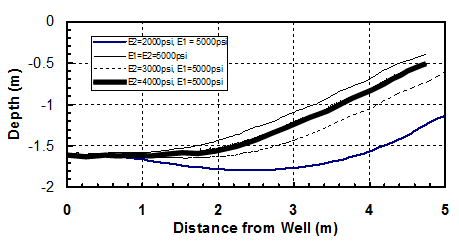 0
-0.5
-1
-1.5
-2
Depth (m)
E2=2000psi, E1 = 5000psi
E1=E2=5000psi
E2=3000psi, E1=5000psi
E2=4000psi, E1=5000psi
0 1 2 3 4 5
Distance from Well (m)